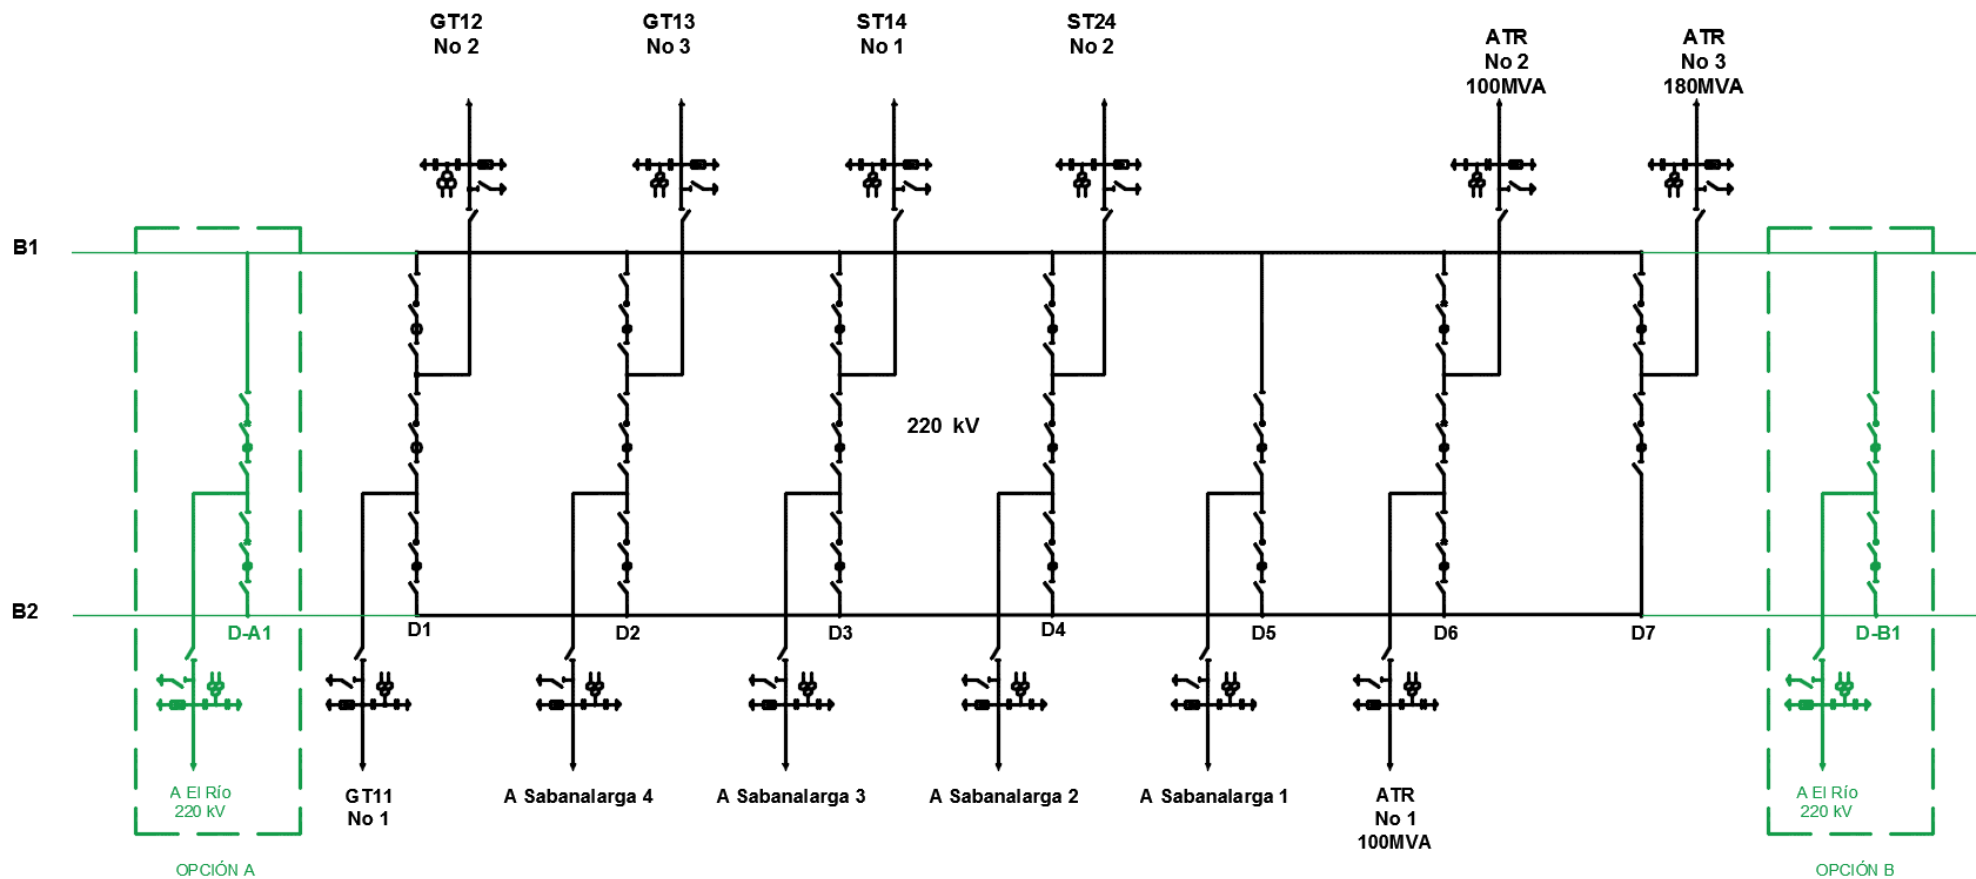 GT12
No 2
GT13
No 3
ST14
No 1
ST24
No 2
ATR
No 2
100MVA
ATR
No 3
180MVA
B1
220 kV
B2
D-A1
D1
D2
D3
D4
D5
D6
D7
D-B1
A El Río
220 kV
GT11
No 1
A Sabanalarga 4
A Sabanalarga 3
A Sabanalarga 2
A Sabanalarga 1
ATR
No 1
100MVA
A El Río
220 kV
OPCIÓN A
OPCIÓN B